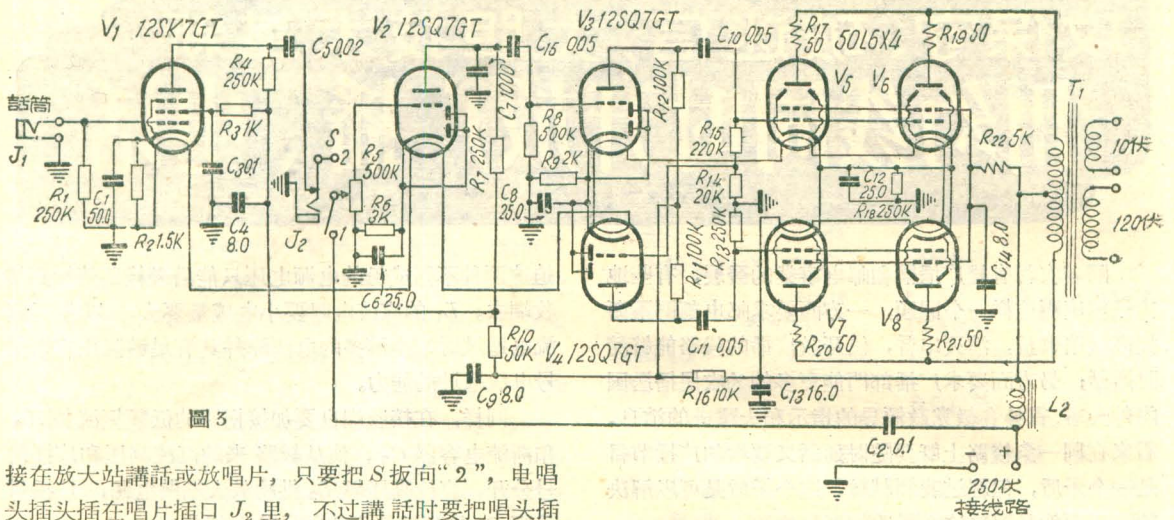 V₁ 12SK7GT
V₂ 12SQ7GT
V₃ 12SQ7GT
50L6X4
V₅
V₆
V₇
V₈
V₄ 12SQ7GT
話筒
J₁
R₁
250K
C₁
50.0
R₂ 1.5K
R₃ 1K
R₄
250K
C₃ 0.1
C₄
8.0
C₅ 0.02
S
2
1
J₂
R₅
500K
R₆
3K
C₆ 25.0
C₇ 100
R₇ 250K
C₁₅ 0.05
R₈
500K
R₉ 2K
C₈
25.0
R₁₀
50K
C₉ 8.0
C₁₀ 0.05
R₁₂ 100K
R₁₁ 100K
C₁₁ 0.05
R₁₅
220K
R₁₄
20K
R₁₃ 250K
R₁₆ 10K
R₁₇
50
R₁₉ 50
C₁₂
25.0
R₁₈ 250K
R₂₀ 50
R₂₁ 50
R₂₂ 5K
C₁₄ 8.0
C₁₃ 16.0
T₁
10伏
120伏
L₂
C₂ 0.1
+
250伏
接线路
圖 3
接在放大站講話或放唱片，只要把S扳向“2”，电唱
头插头插在唱片插口 J₂ 里，不过講話时要把唱头插